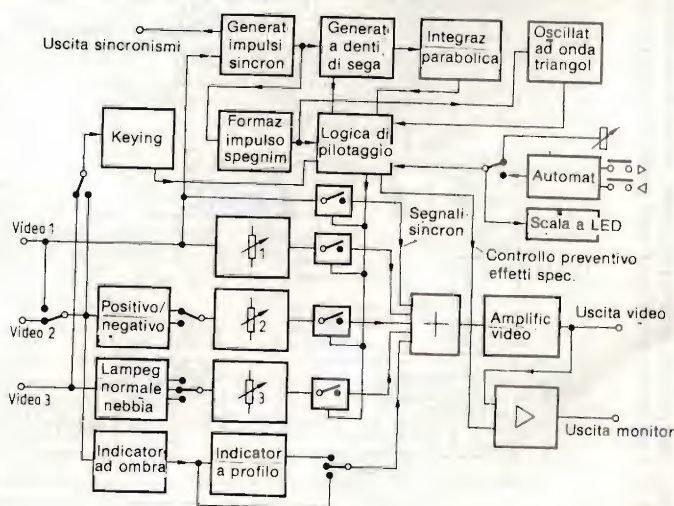 Uscita sincronismi
Generat
impulsi
sincron
Generat
a denti
di sega
Integraz
parabolica
Oscillat
ad onda
triangol
Keying
Formaz
impulso
spegnim
Logica di
pilotaggio
Automat
Scala a LED
Segnali
sincron
Controllo preventivo
effetti spec.
Video 1
1
Video 2
Positivo/
negativo
2
Amplific
video
Uscita video
Video 3
Lampeg
normale
nebbia
3
Uscita monitor
Indicator
ad ombra
Indicator
a profilo